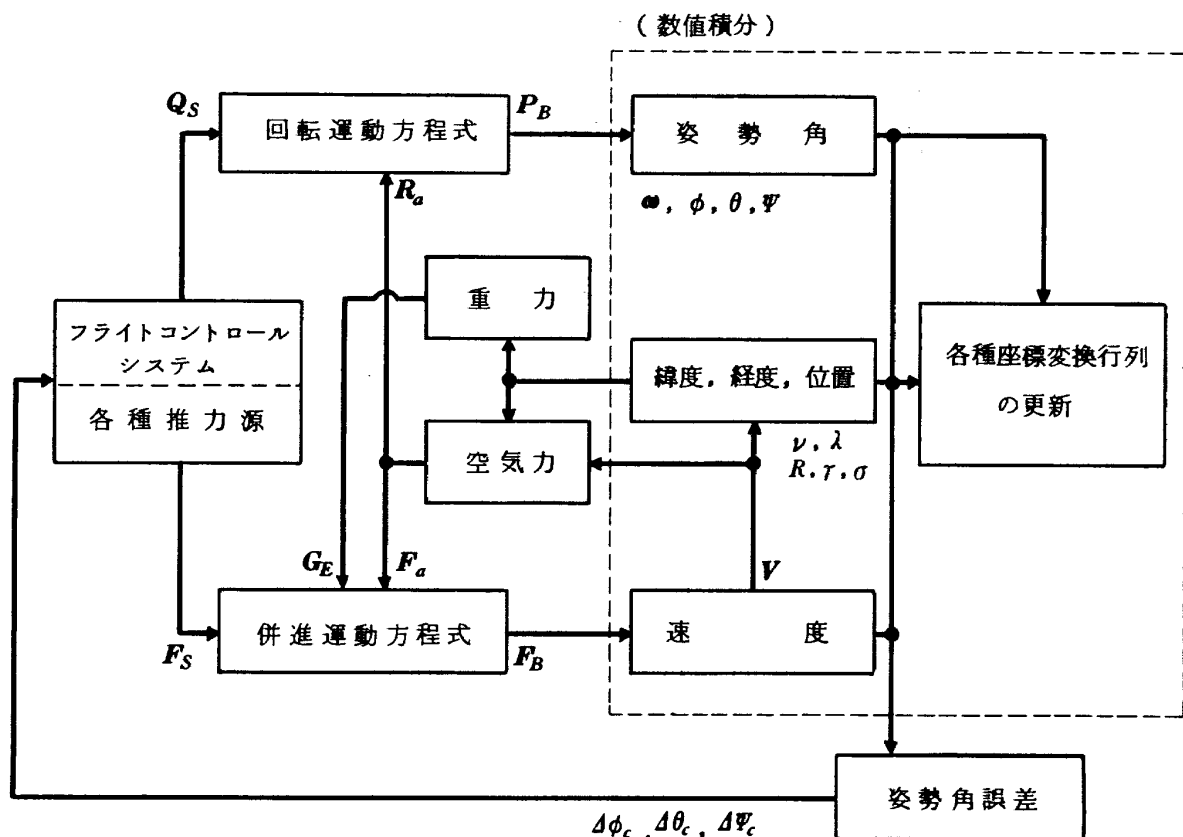 (数値積分)
Q_S
回転運動方程式
P_B
姿勢角
R_a
ω, φ, θ, Ψ
重力
フライトコントロール
システム
各種推力源
緯度,経度,位置
各種座標変換行列
の更新
空気力
ν, λ
R, γ, σ
G_E
F_a
V
F_S
併進運動方程式
F_B
速度
姿勢角誤差
Δφ_c, Δθ_c, ΔΨ_c